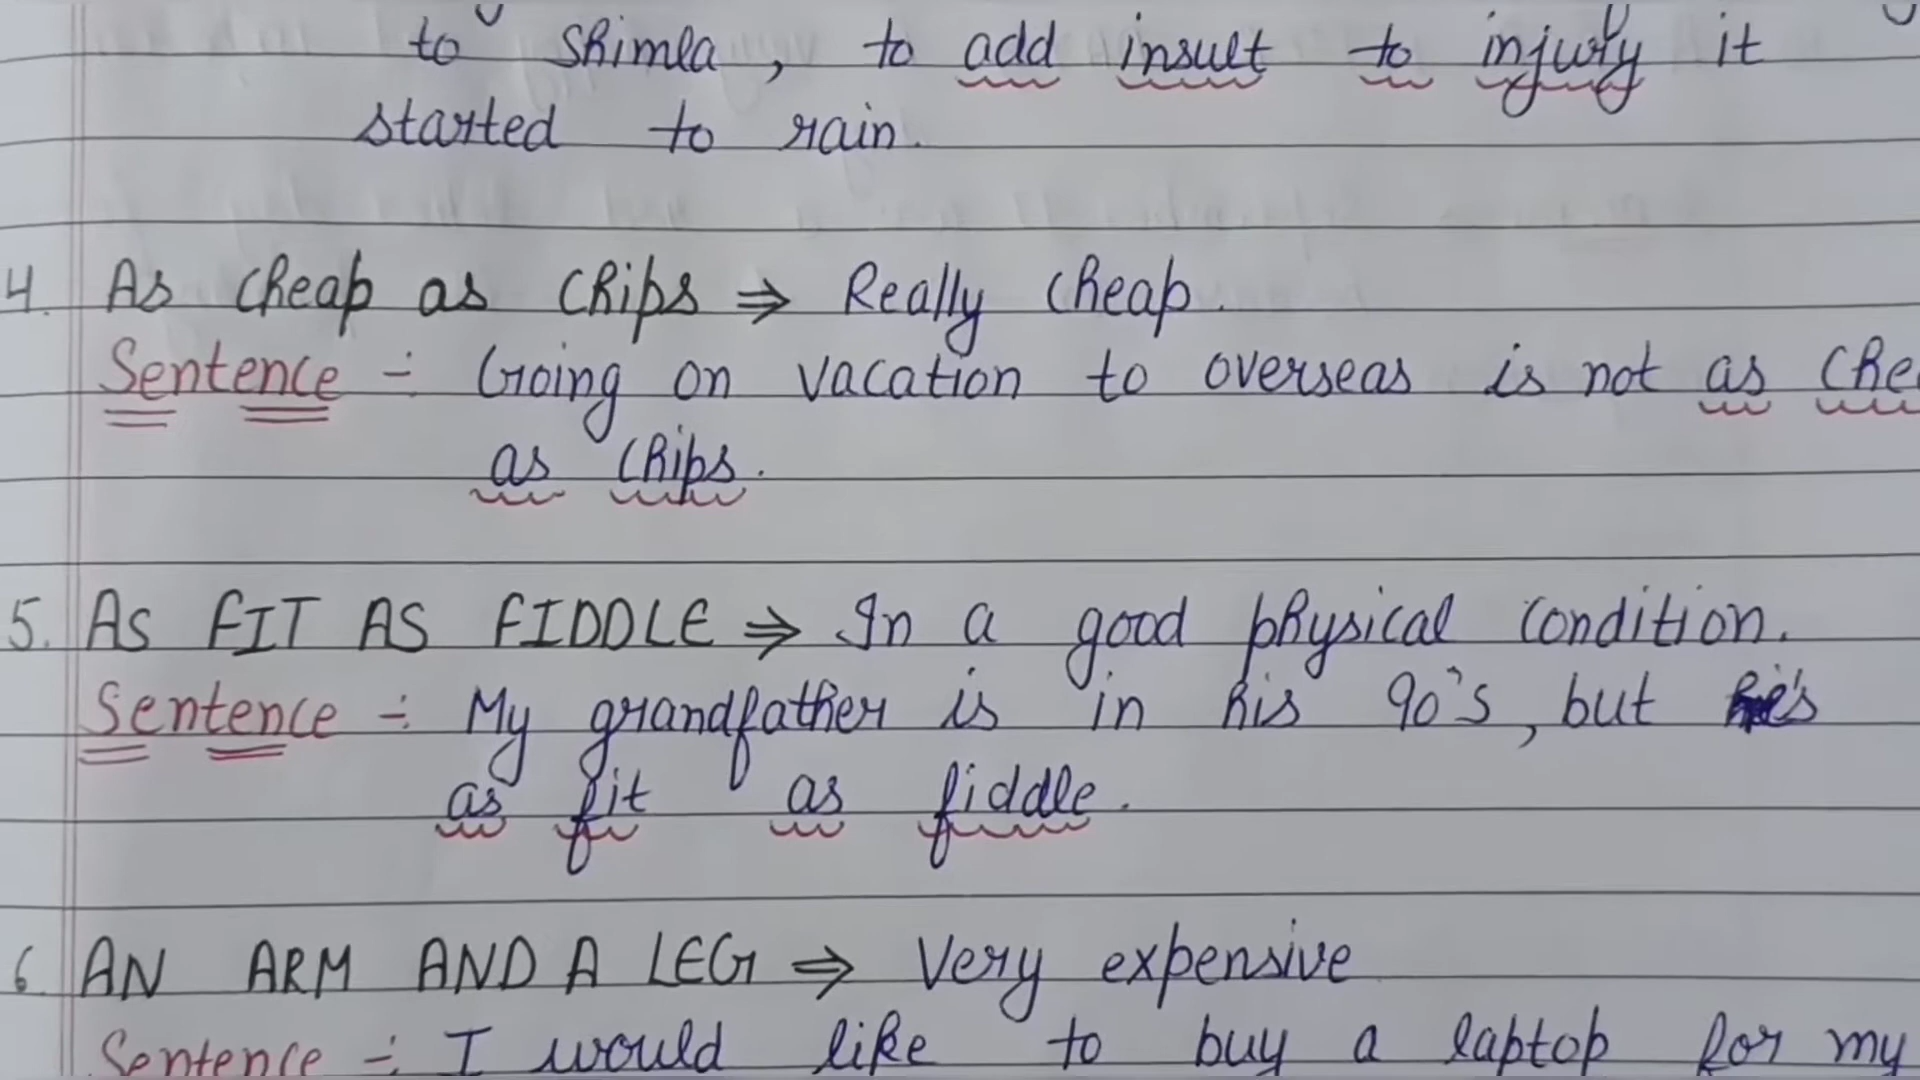 to Shimla, to add insult to injury it
started to rain.
4. As cheap as chips ⇒ Really cheap.
Sentence :- Going on vacation to overseas is not as
as chips.
5. AS FIT AS FIDDLE ⇒ In a good physical condition.
Sentence :- My grandfather is in his 90's, but he's
as fit as fiddle.
6. AN ARM AND A LEG ⇒ Very expensive
Sentence :- I would like to buy a laptop for my